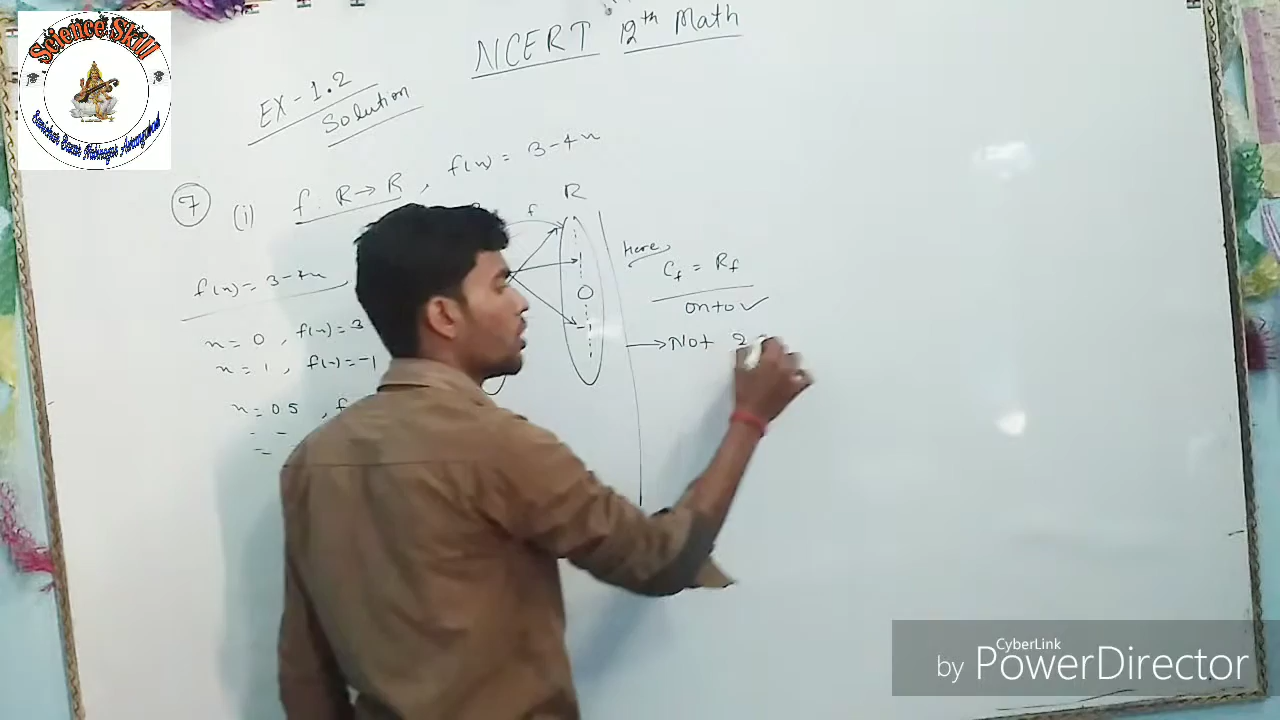 Science Skill
NCERT 12th Math
EX-1.2
Solution
7 (i) f: R→R, f(x) = 3-4x
f(x) = 3-4x
x = 0, f(x) = 3
x = 1, f(x) = -1
x = 0.5, f
f
R
0
Here,
Cf = Rf
onto ✓
→ Not
by CyberLink PowerDirector